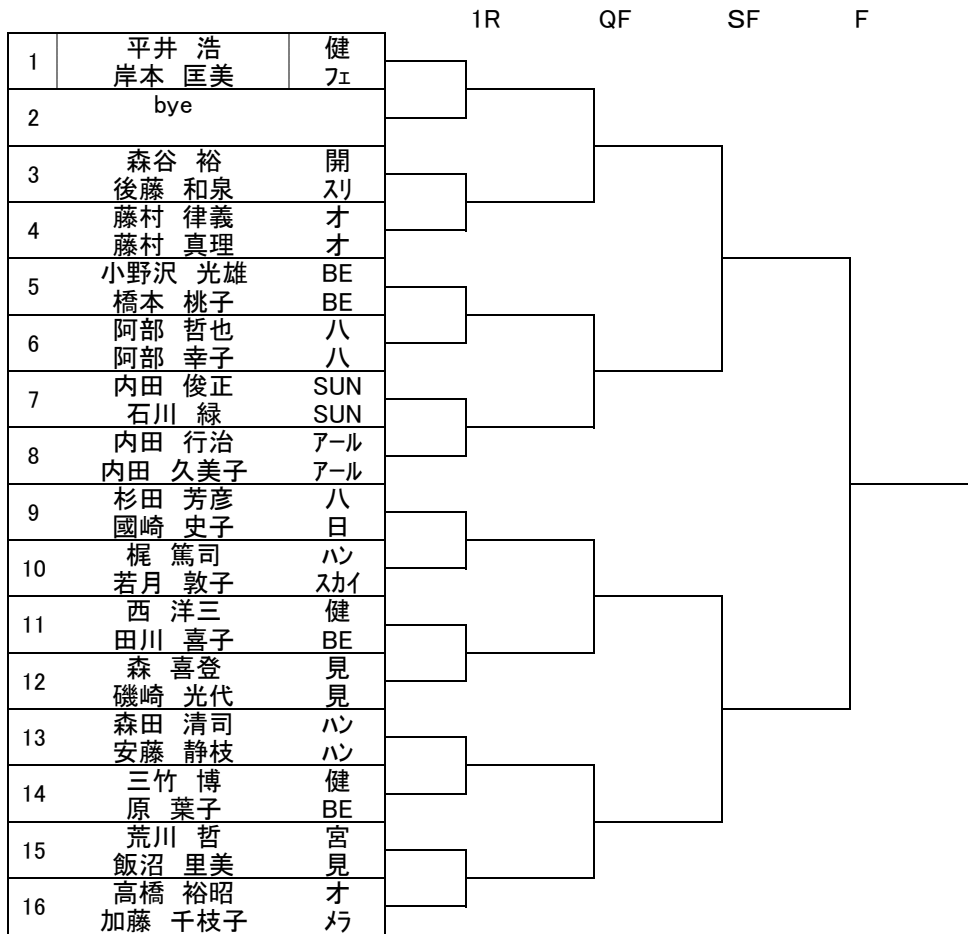 1R QF SF F
1 平井 浩 健
岸本 匡美 フェ
2 bye
3 森谷 裕 開
後藤 和泉 スリ
4 藤村 律義 才
藤村 真理 才
5 小野沢 光雄 BE
橋本 桃子 BE
6 阿部 哲也 八
阿部 幸子 八
7 内田 俊正 SUN
石川 緑 SUN
8 内田 行治 アール
内田 久美子 アール
9 杉田 芳彦 八
國崎 史子 日
10 梶 篤司 ハン
若月 敦子 スカイ
11 西 洋三 健
田川 喜子 BE
12 森 喜登 見
磯崎 光代 見
13 森田 清司 ハン
安藤 静枝 ハン
14 三竹 博 健
原 葉子 BE
15 荒川 哲 宮
飯沼 里美 見
16 高橋 裕昭 才
加藤 千枝子 メラ